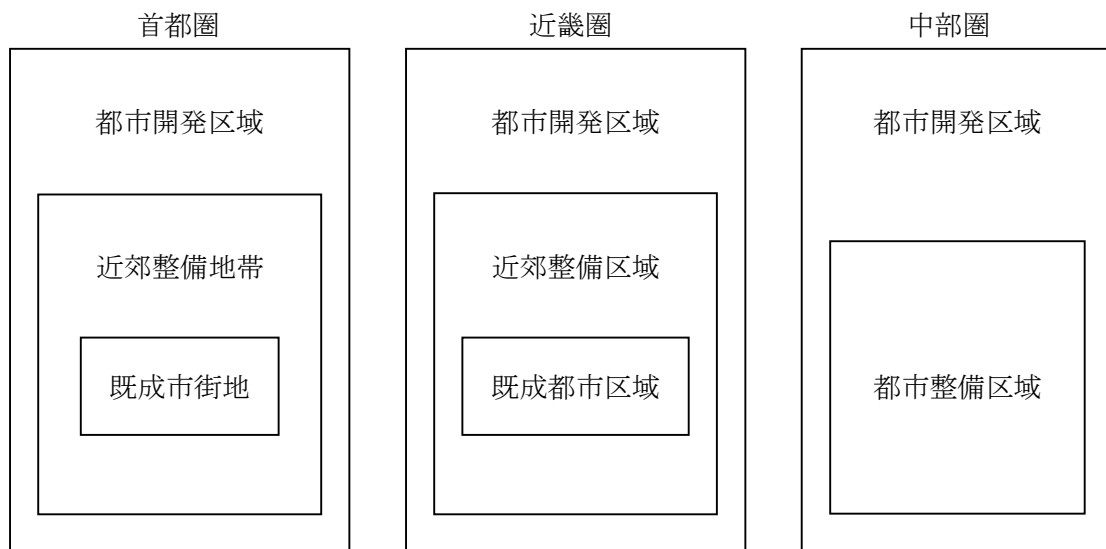 首都圏
都市開発区域
近郊整備地帯
既成市街地
近畿圏
都市開発区域
近郊整備区域
既成都市区域
中部圏
都市開発区域
都市整備区域